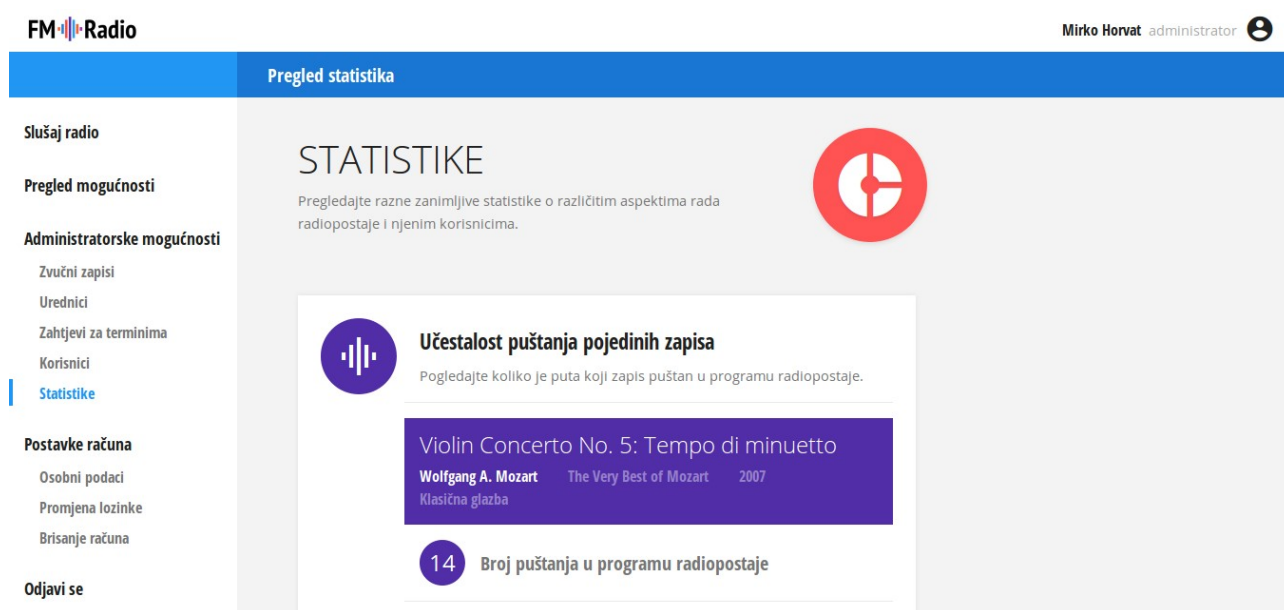 FM Radio
Mirko Horvat administrator
Pregled statistika
Slušaj radio
Pregled mogućnosti
Administratorske mogućnosti
Zvučni zapisi
Urednici
Zahtjevi za terminima
Korisnici
Statistike
Postavke računa
Osobni podaci
Promjena lozinke
Brisanje računa
Odjavi se
STATISTIKE
Pregledajte razne zanimljive statistike o različitim aspektima rada
radiopostaje i njenim korisnicima.
Učestalost puštanja pojedinih zapisa
Pogledajte koliko je puta koji zapis puštan u programu radiopostaje.
Violin Concerto No. 5: Tempo di minuetto
Wolfgang A. Mozart The Very Best of Mozart 2007
Klasična glazba
14 Broj puštanja u programu radiopostaje